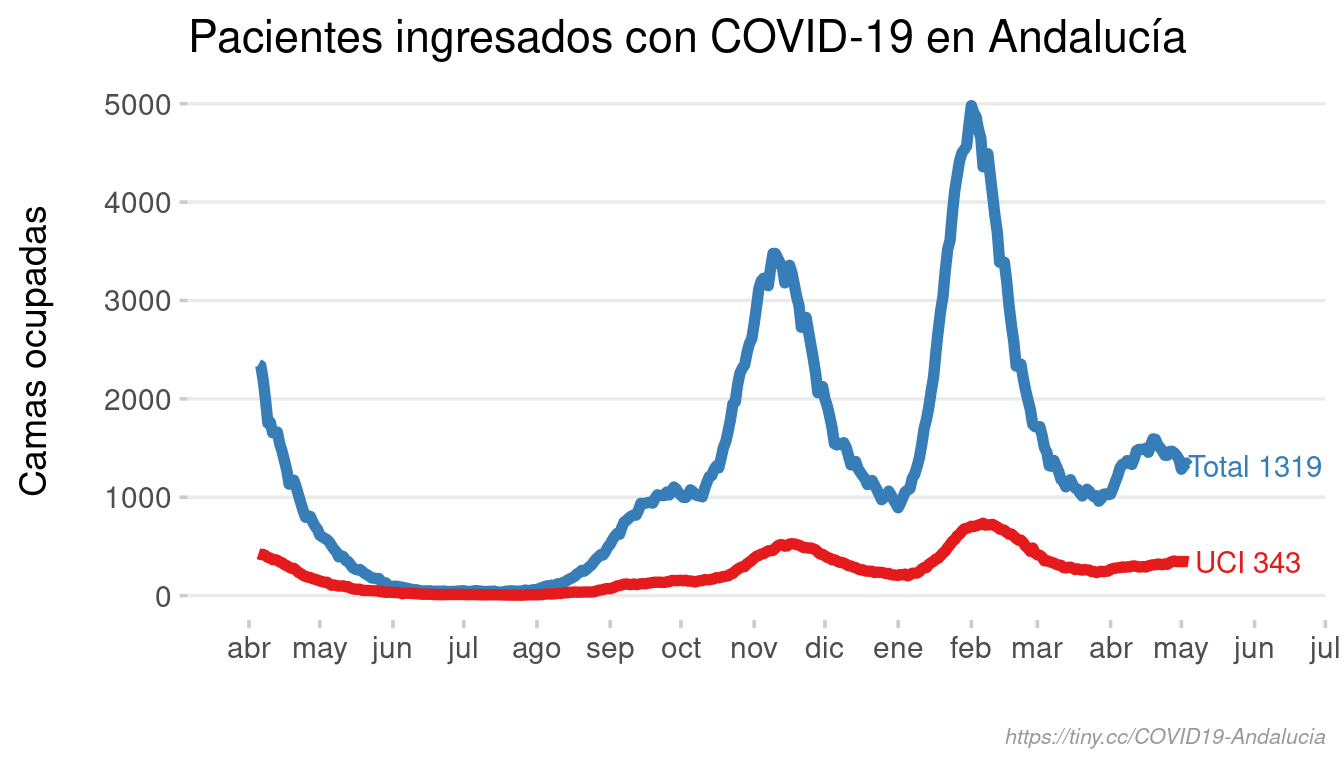 Pacientes ingresados con COVID-19 en Andalucía
Camas ocupadas
5000
4000
3000
2000
1000
0
Total 1319
UCI 343
abr may jun jul ago sep oct nov dic ene feb mar abr may jun jul
https://tiny.cc/COVID19-Andalucia